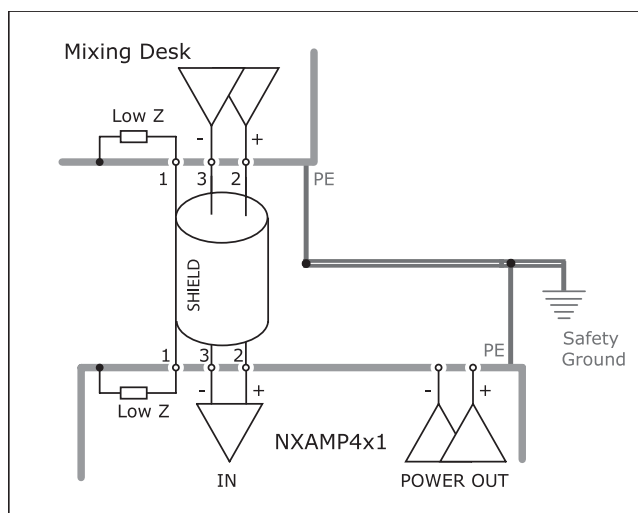 Mixing Desk
Low Z
- +
1 3 2
PE
SHIELD
Safety
Ground
PE
1 3 2
- +
- +
Low Z
NXAMP4x1
IN
POWER OUT